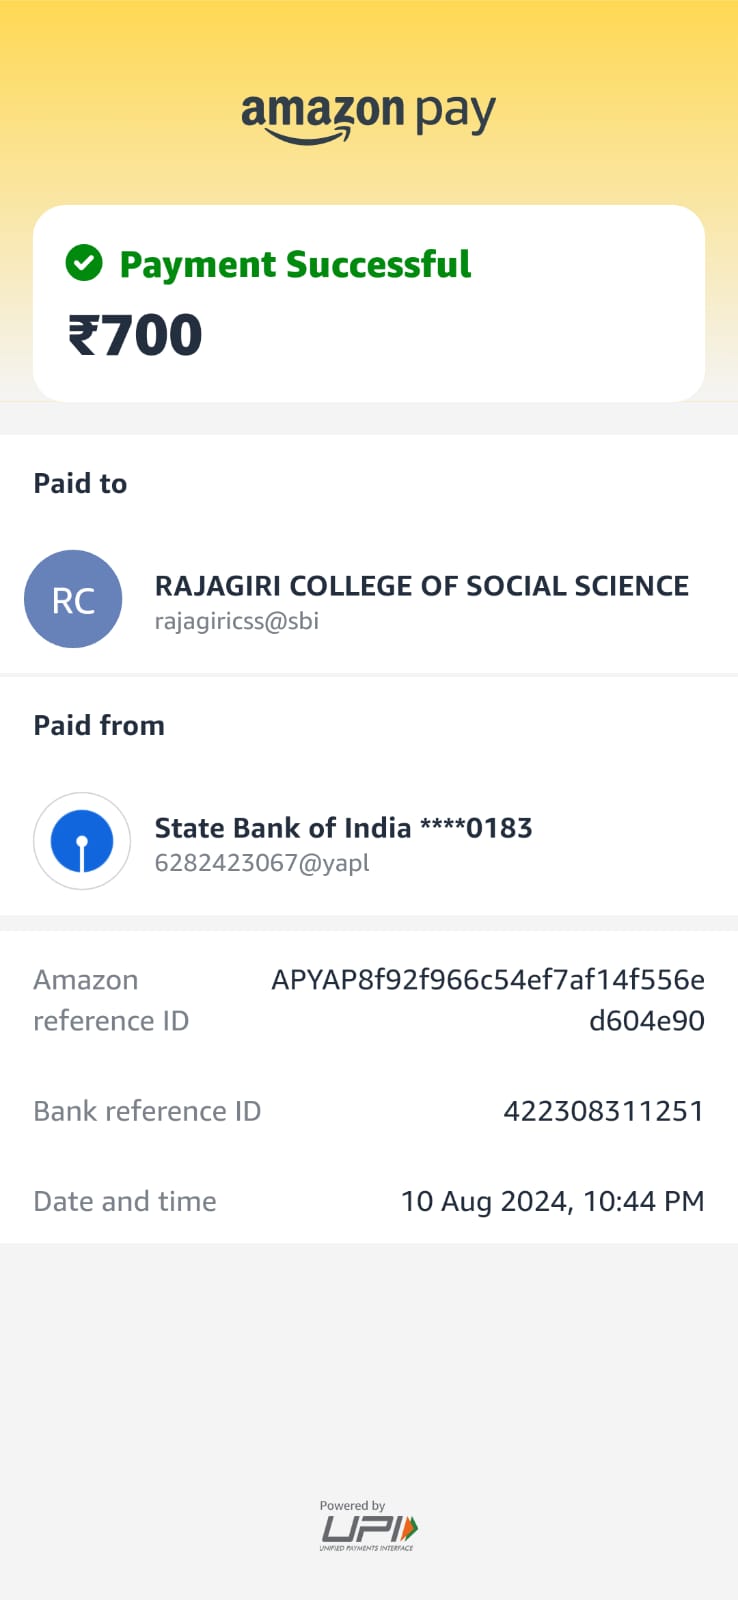 amazon pay
Payment Successful
₹700
Paid to
RC
RAJAGIRI COLLEGE OF SOCIAL SCIENCE
rajagiricss@sbi
Paid from
State Bank of India ****0183
6282423067@yapl
Amazon reference ID
APYAP8f92f966c54ef7af14f556e
d604e90
Bank reference ID 422308311251
Date and time 10 Aug 2024, 10:44 PM
Powered by
UPI
UNIFIED PAYMENTS INTERFACE